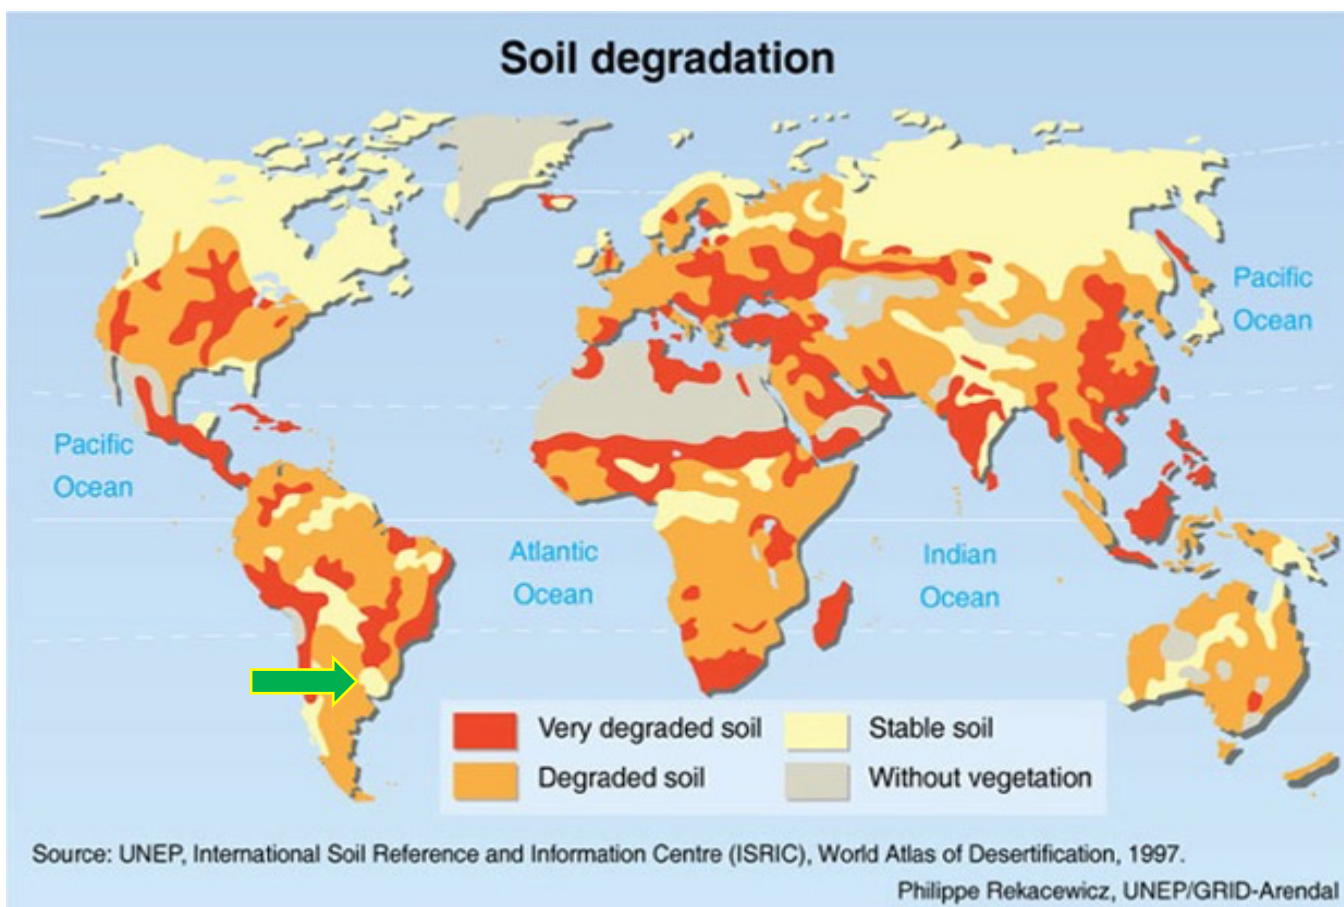 Soil degradation
Pacific
Ocean
Pacific
Ocean
Atlantic
Ocean
Indian
Ocean
Very degraded soil
Stable soil
Degraded soil
Without vegetation
Source: UNEP, International Soil Reference and Information Centre (ISRIC), World Atlas of Desertification, 1997.
Philippe Rekacewicz, UNEP/GRID-Arendal